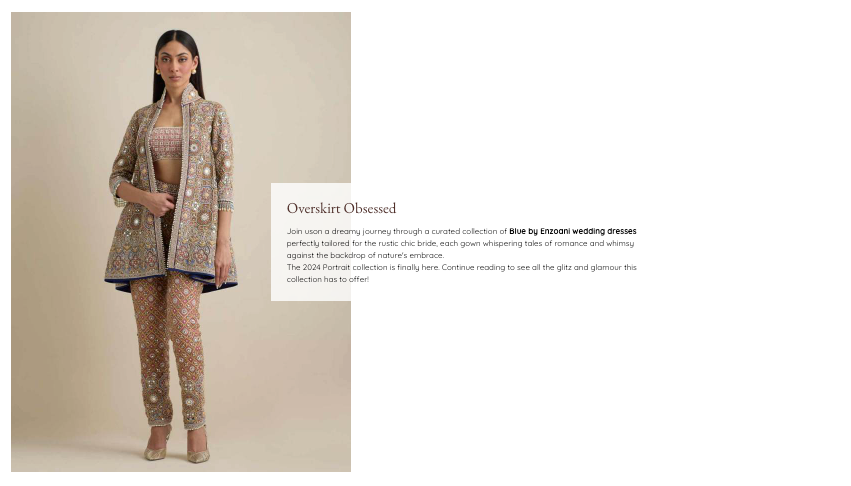 Overskirt Obsessed
Join uson a dreamy journey through a curated collection of Blue by Enzoani wedding dresses
perfectly tailored for the rustic chic bride, each gown whispering tales of romance and whimsy
against the backdrop of nature's embrace.
The 2024 Portrait collection is finally here. Continue reading to see all the glitz and glamour this
collection has to offer!